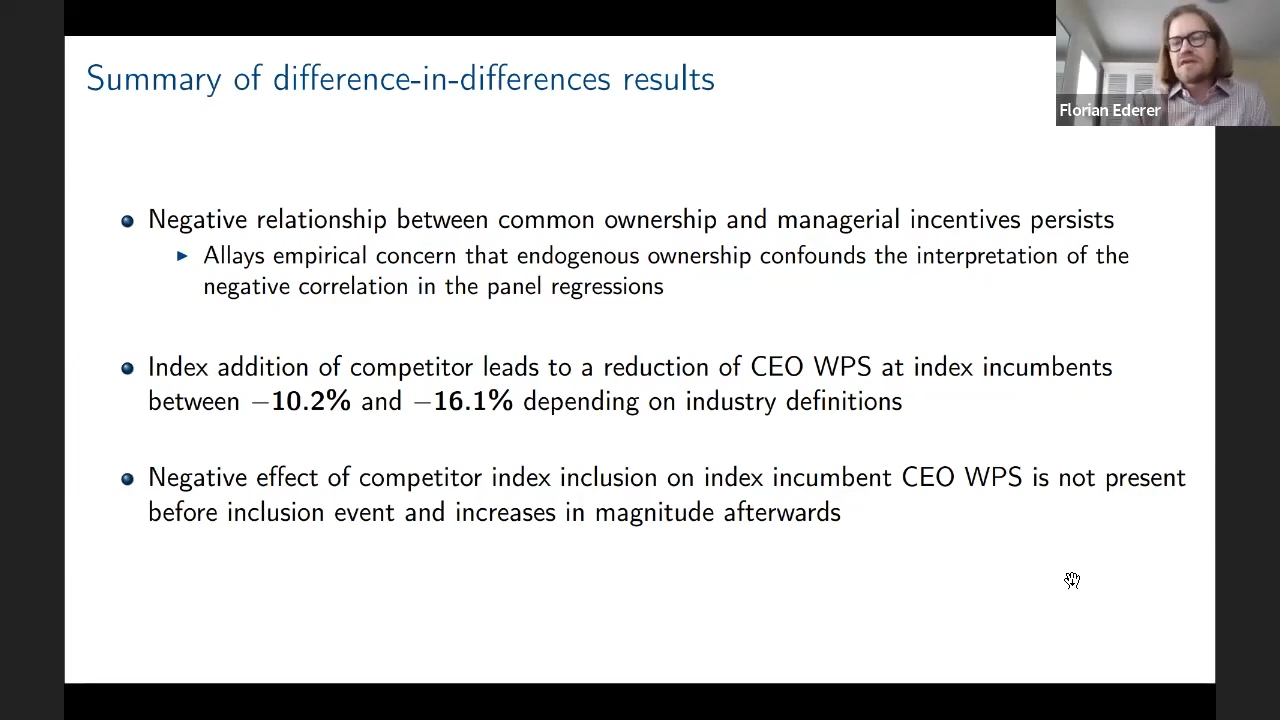 Summary of difference-in-differences results
Florian Ederer
Negative relationship between common ownership and managerial incentives persists
Allays empirical concern that endogenous ownership confounds the interpretation of the
negative correlation in the panel regressions
Index addition of competitor leads to a reduction of CEO WPS at index incumbents
between −10.2% and −16.1% depending on industry definitions
Negative effect of competitor index inclusion on index incumbent CEO WPS is not present
before inclusion event and increases in magnitude afterwards